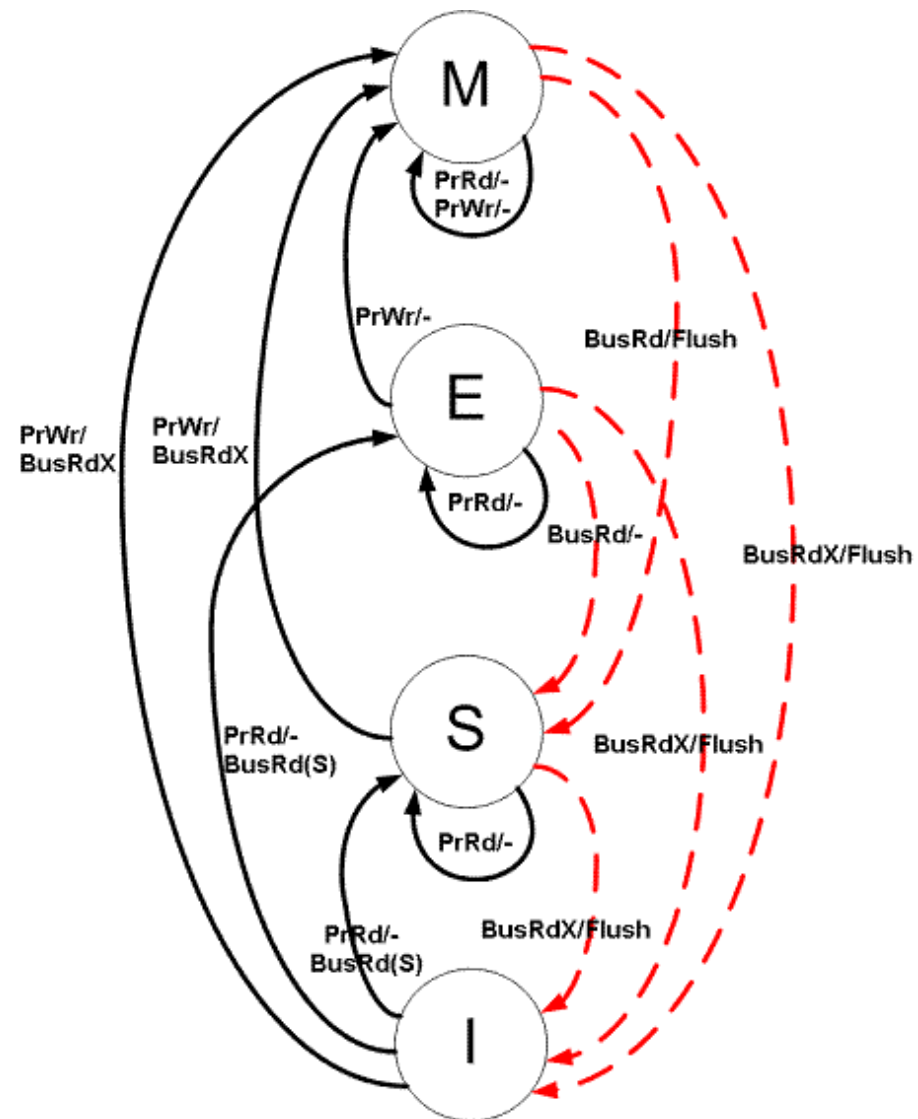 M
PrRd/-
PrWr/-
PrWr/-
BusRd/Flush
E
PrWr/
BusRdX
PrWr/
BusRdX
PrRd/-
BusRd/-
BusRdX/Flush
S
PrRd/-
BusRd(S)
BusRdX/Flush
PrRd/-
PrRd/-
BusRd(S)
BusRdX/Flush
I